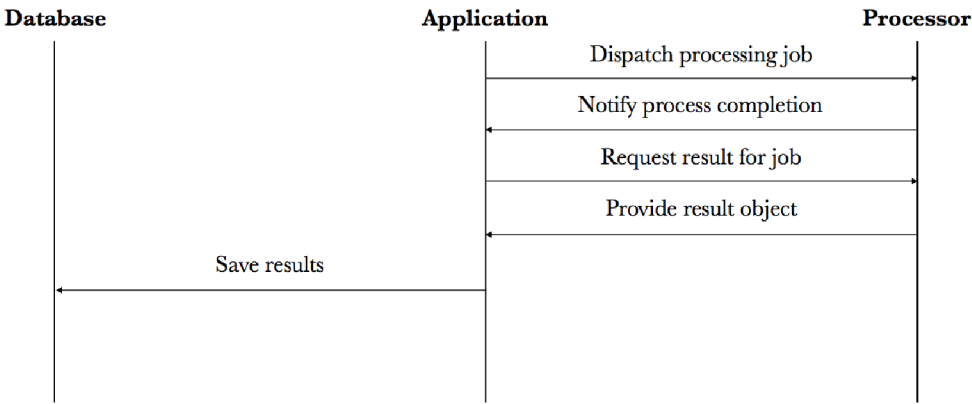 Database
Application
Processor
Dispatch processing job
Notify process completion
Request result for job
Provide result object
Save results